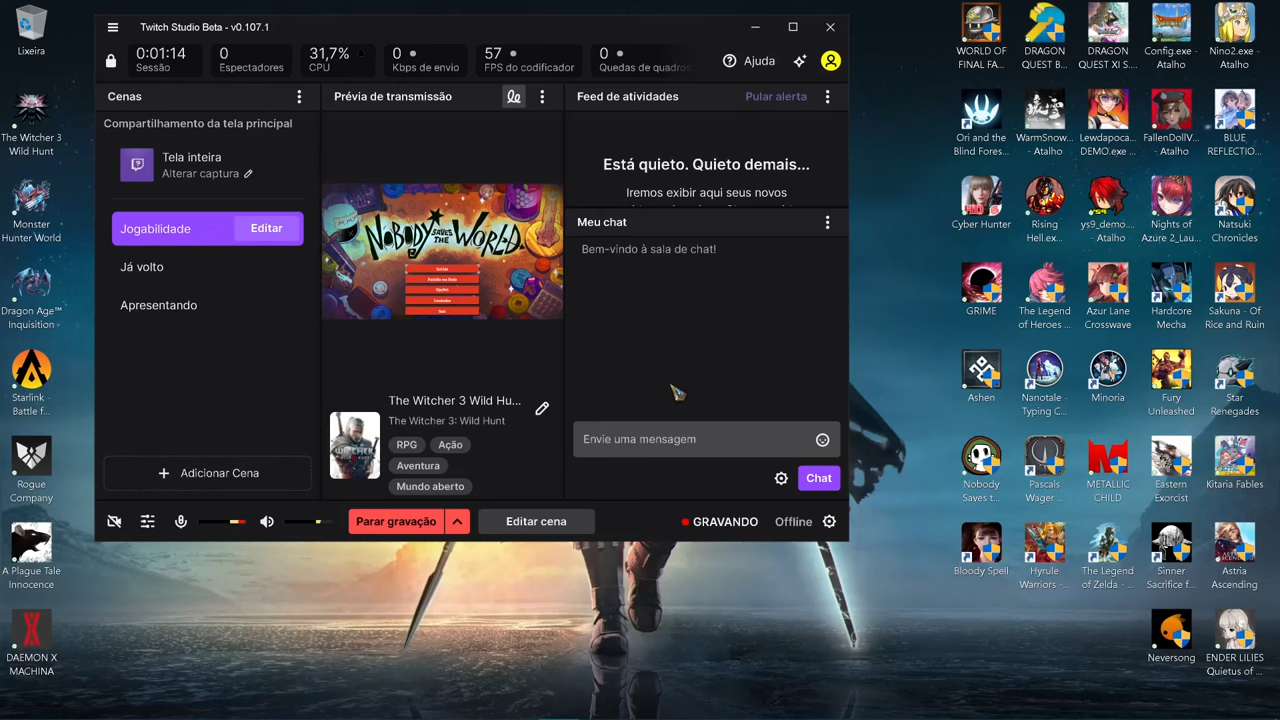 Lixeira
The Witcher 3
Wild Hunt
Monster
Hunter World
Dragon Age™
Inquisition
Starlink -
Battle f...
Rogue
Company
A Plague Tale
Innocence
DAEMON X
MACHINA
Twitch Studio Beta - v0.107.1
0:01:14
Sessão
0
Espectadores
31,7%
CPU
0
Kbps de envio
57
FPS do codificador
0
Quedas de quadros
Ajuda
Cenas
Compartilhamento da tela principal
Tela inteira
Alterar captura
Jogabilidade
Editar
Já volto
Apresentando
Adicionar Cena
Prévia de transmissão
NOBODY SAVES THE WORLD
The Witcher 3 Wild Hu...
The Witcher 3: Wild Hunt
RPG
Ação
Aventura
Mundo aberto
Feed de atividades
Pular alerta
Está quieto. Quieto demais...
Iremos exibir aqui seus novos
Meu chat
Bem-vindo à sala de chat!
Envie uma mensagem
Chat
Parar gravação
Editar cena
GRAVANDO
Offline
WORLD OF
FINAL FA...
DRAGON
QUEST B...
DRAGON
QUEST XI S...
Config.exe -
Atalho
Nino2.exe -
Atalho
Ori and the
Blind Fores...
WarmSnow...
- Atalho
Lewdapoca...
DEMO.exe ...
FallenDollV...
- Atalho
BLUE
REFLECTIO...
Cyber Hunter
Rising
Hell.exe...
ys9_demo....
- Atalho
Nights of
Azure 2_Lau...
Natsuki
Chronicles
GRIME
The Legend
of Heroes ...
Azur Lane
Crosswave
Hardcore
Mecha
Sakuna - Of
Rice and Ruin
Ashen
Nanotale -
Typing C...
Minoria
Fury
Unleashed
Star
Renegades
Nobody
Saves t...
Pascals
Wager ...
METALLIC
CHILD
Eastern
Exorcist
Kitaria Fables
Bloody Spell
Hyrule
Warriors -...
The Legend
of Zelda - ...
Sinner
Sacrifice f...
Astria
Ascending
Neversong
ENDER LILIES
Quietus of ...